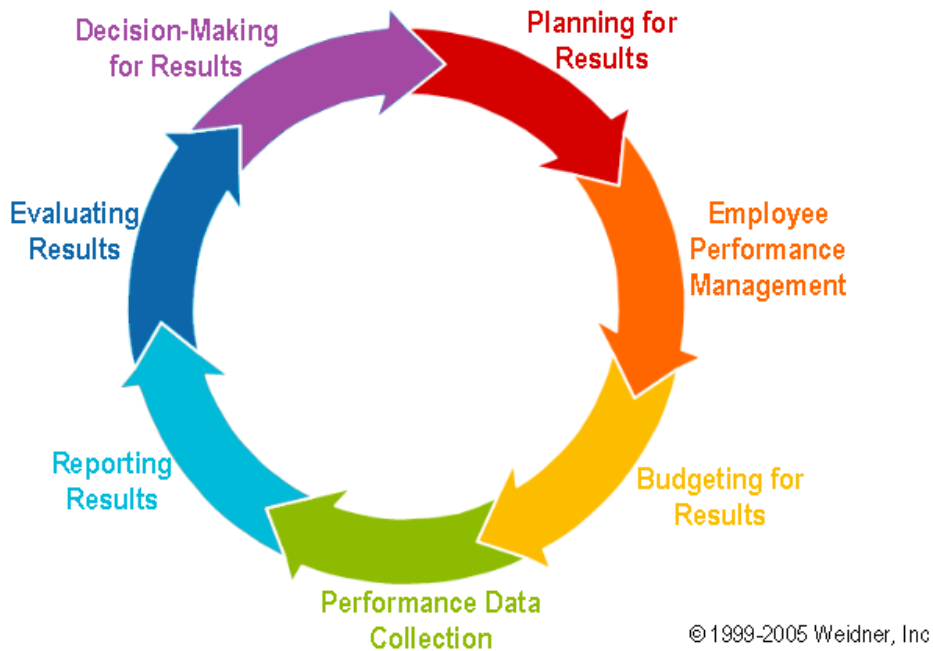 Planning for
Results
Employee
Performance
Management
Budgeting for
Results
Performance Data
Collection
Reporting
Results
Evaluating
Results
Decision-Making
for Results
© 1999-2005 Weidner, Inc